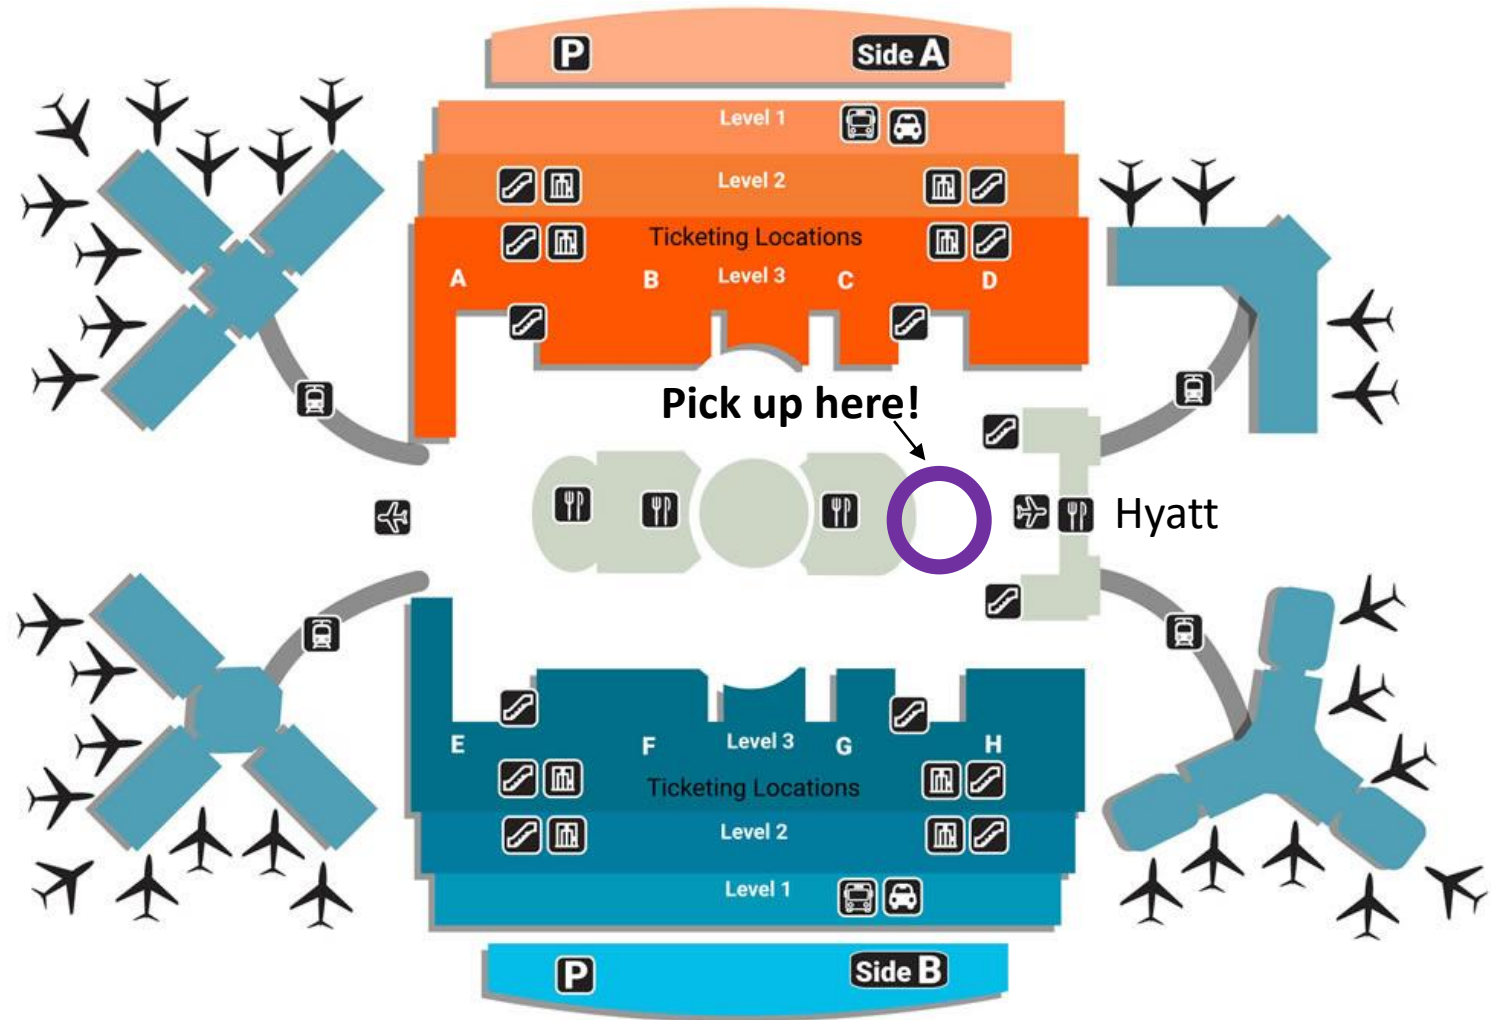 P
Side A
Level 1
Level 2
Ticketing Locations
A
B
Level 3
C
D
Pick up here!
Hyatt
E
F
Level 3
G
H
Ticketing Locations
Level 2
Level 1
P
Side B